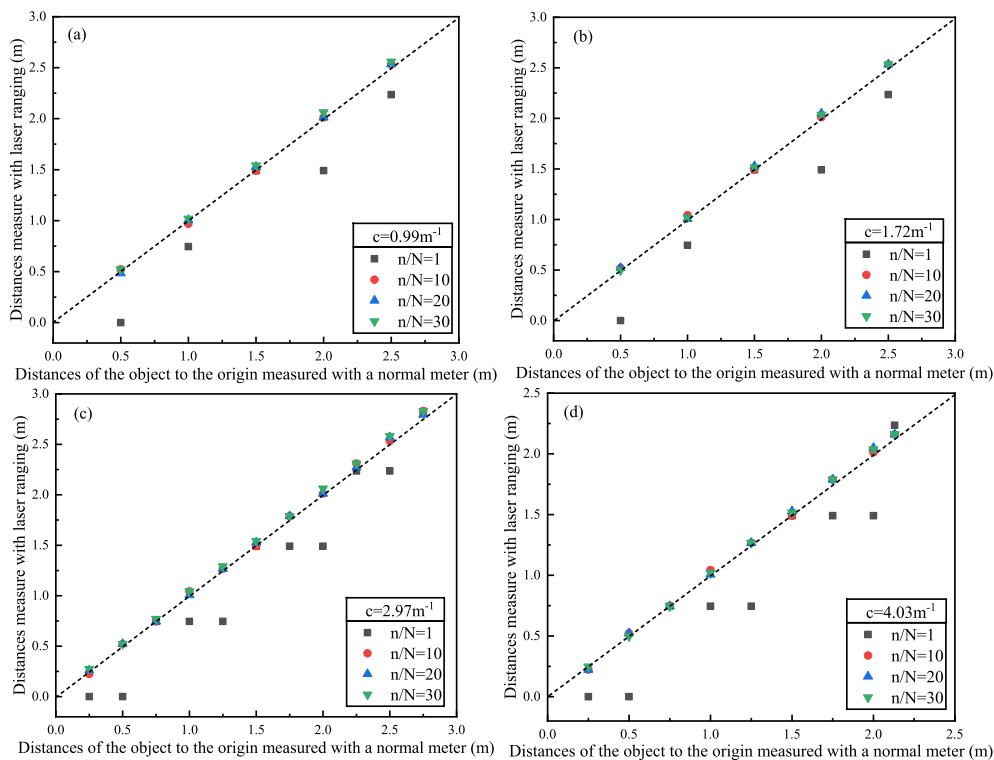 (a)
Distances measure with laser ranging (m)
3.0
2.5
2.0
1.5
1.0
0.5
0.0
c=0.99m⁻¹
n/N=1
n/N=10
n/N=20
n/N=30
0.0 0.5 1.0 1.5 2.0 2.5 3.0
Distances of the object to the origin measured with a normal meter (m)
(b)
Distances measure with laser ranging (m)
3.0
2.5
2.0
1.5
1.0
0.5
0.0
c=1.72m⁻¹
n/N=1
n/N=10
n/N=20
n/N=30
0.0 0.5 1.0 1.5 2.0 2.5 3.0
Distances of the object to the origin measured with a normal meter (m)
(c)
Distances measure with laser ranging (m)
3.0
2.5
2.0
1.5
1.0
0.5
0.0
c=2.97m⁻¹
n/N=1
n/N=10
n/N=20
n/N=30
0.0 0.5 1.0 1.5 2.0 2.5 3.0
Distances of the object to the origin measured with a normal meter (m)
(d)
Distances measure with laser ranging (m)
2.5
2.0
1.5
1.0
0.5
0.0
c=4.03m⁻¹
n/N=1
n/N=10
n/N=20
n/N=30
0.0 0.5 1.0 1.5 2.0 2.5
Distances of the object to the origin measured with a normal meter (m)